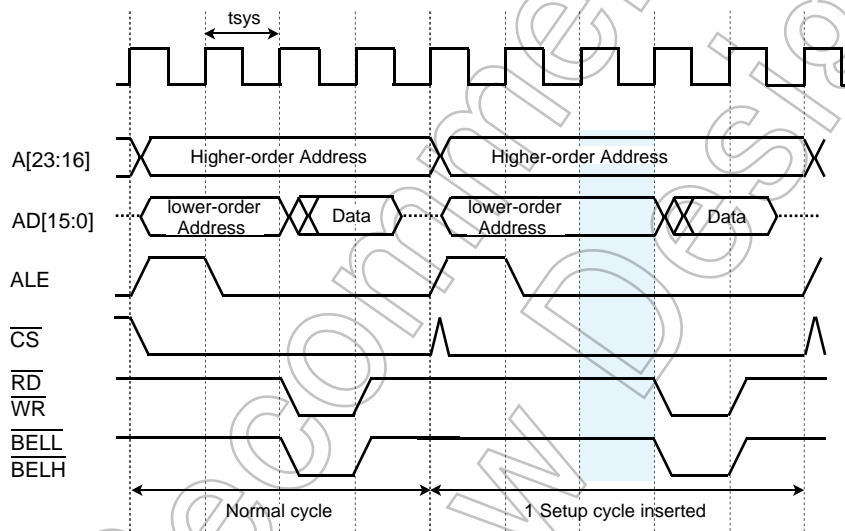 tsys
A[23:16]
Higher-order Address
Higher-order Address
AD[15:0]
lower-order
Address
Data
lower-order
Address
Data
ALE
CS
RD
WR
BELL
BELH
Normal cycle
1 Setup cycle inserted